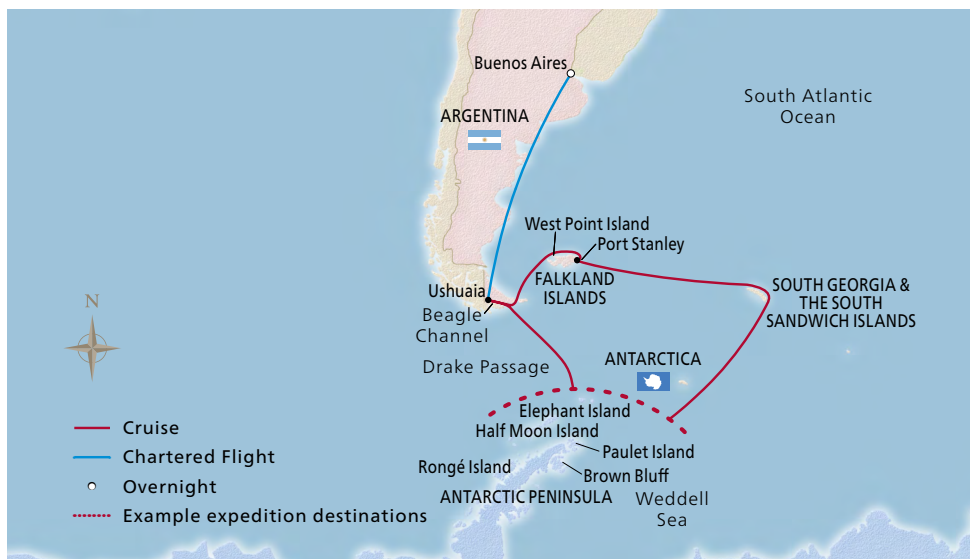 Buenos Aires
South Atlantic
Ocean
ARGENTINA
West Point Island
Port Stanley
FALKLAND
ISLANDS
Ushuaia
Beagle
Channel
SOUTH GEORGIA &
THE SOUTH
SANDWICH ISLANDS
N
Drake Passage
ANTARCTICA
Elephant Island
Half Moon Island
Paulet Island
Rongé Island
Brown Bluff
ANTARCTIC PENINSULA
Weddell
Sea
Cruise
Chartered Flight
Overnight
Example expedition destinations